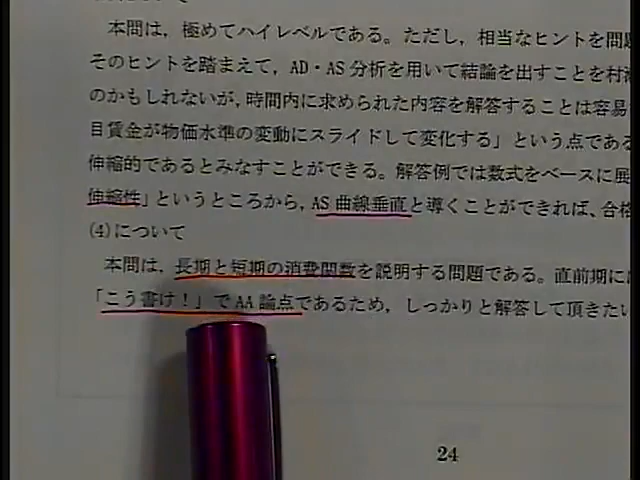 本問は，極めてハイレベルである。ただし，相当なヒントを問題
そのヒントを踏まえて，AD・AS 分析を用いて結論を出すことを
のかもしれないが，時間内に求められた内容を解答することは容易
目賃金が物価水準の変動にスライドして変化する」という点である
伸縮的であるとみなすことができる。解答例では数式をベースに展
伸縮性」というところから，AS 曲線垂直と導くことができれば、合格
(4)について
本問は，長期と短期の消費関数を説明する問題である。直前期に
「こう書け！」で AA 論点であるため，しっかりと解答して頂きたい
24